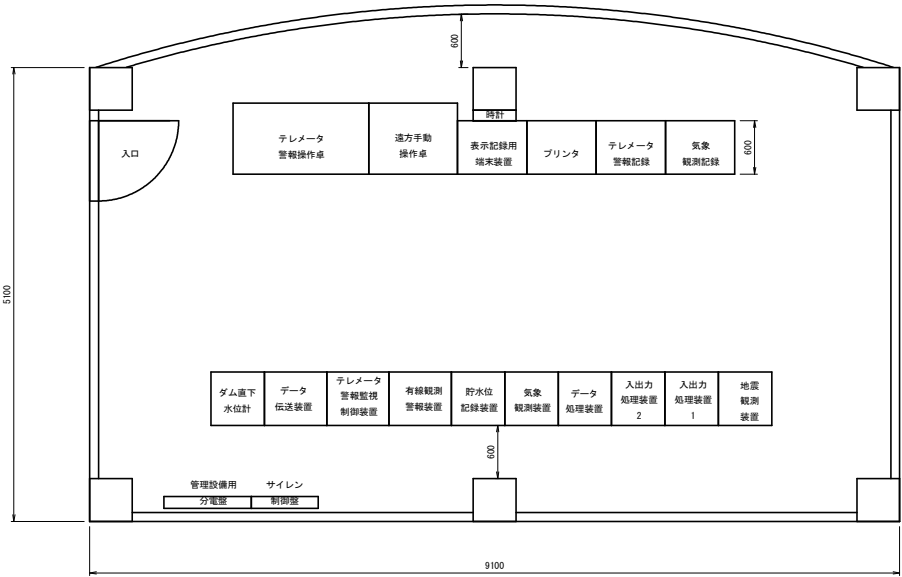 600
時計
入口
テレメータ
警報操作卓
遠方手動
操作卓
表示記録用
端末装置
プリンタ
テレメータ
警報記録
気象
観測記録
600
5100
ダム直下
水位計
データ
伝送装置
テレメータ
警報監視
制御装置
有線観測
警報装置
貯水位
記録装置
気象
観測装置
データ
処理装置
入出力
処理装置
2
入出力
処理装置
1
地震
観測
装置
600
管理設備用
分電盤
サイレン
制御盤
9100